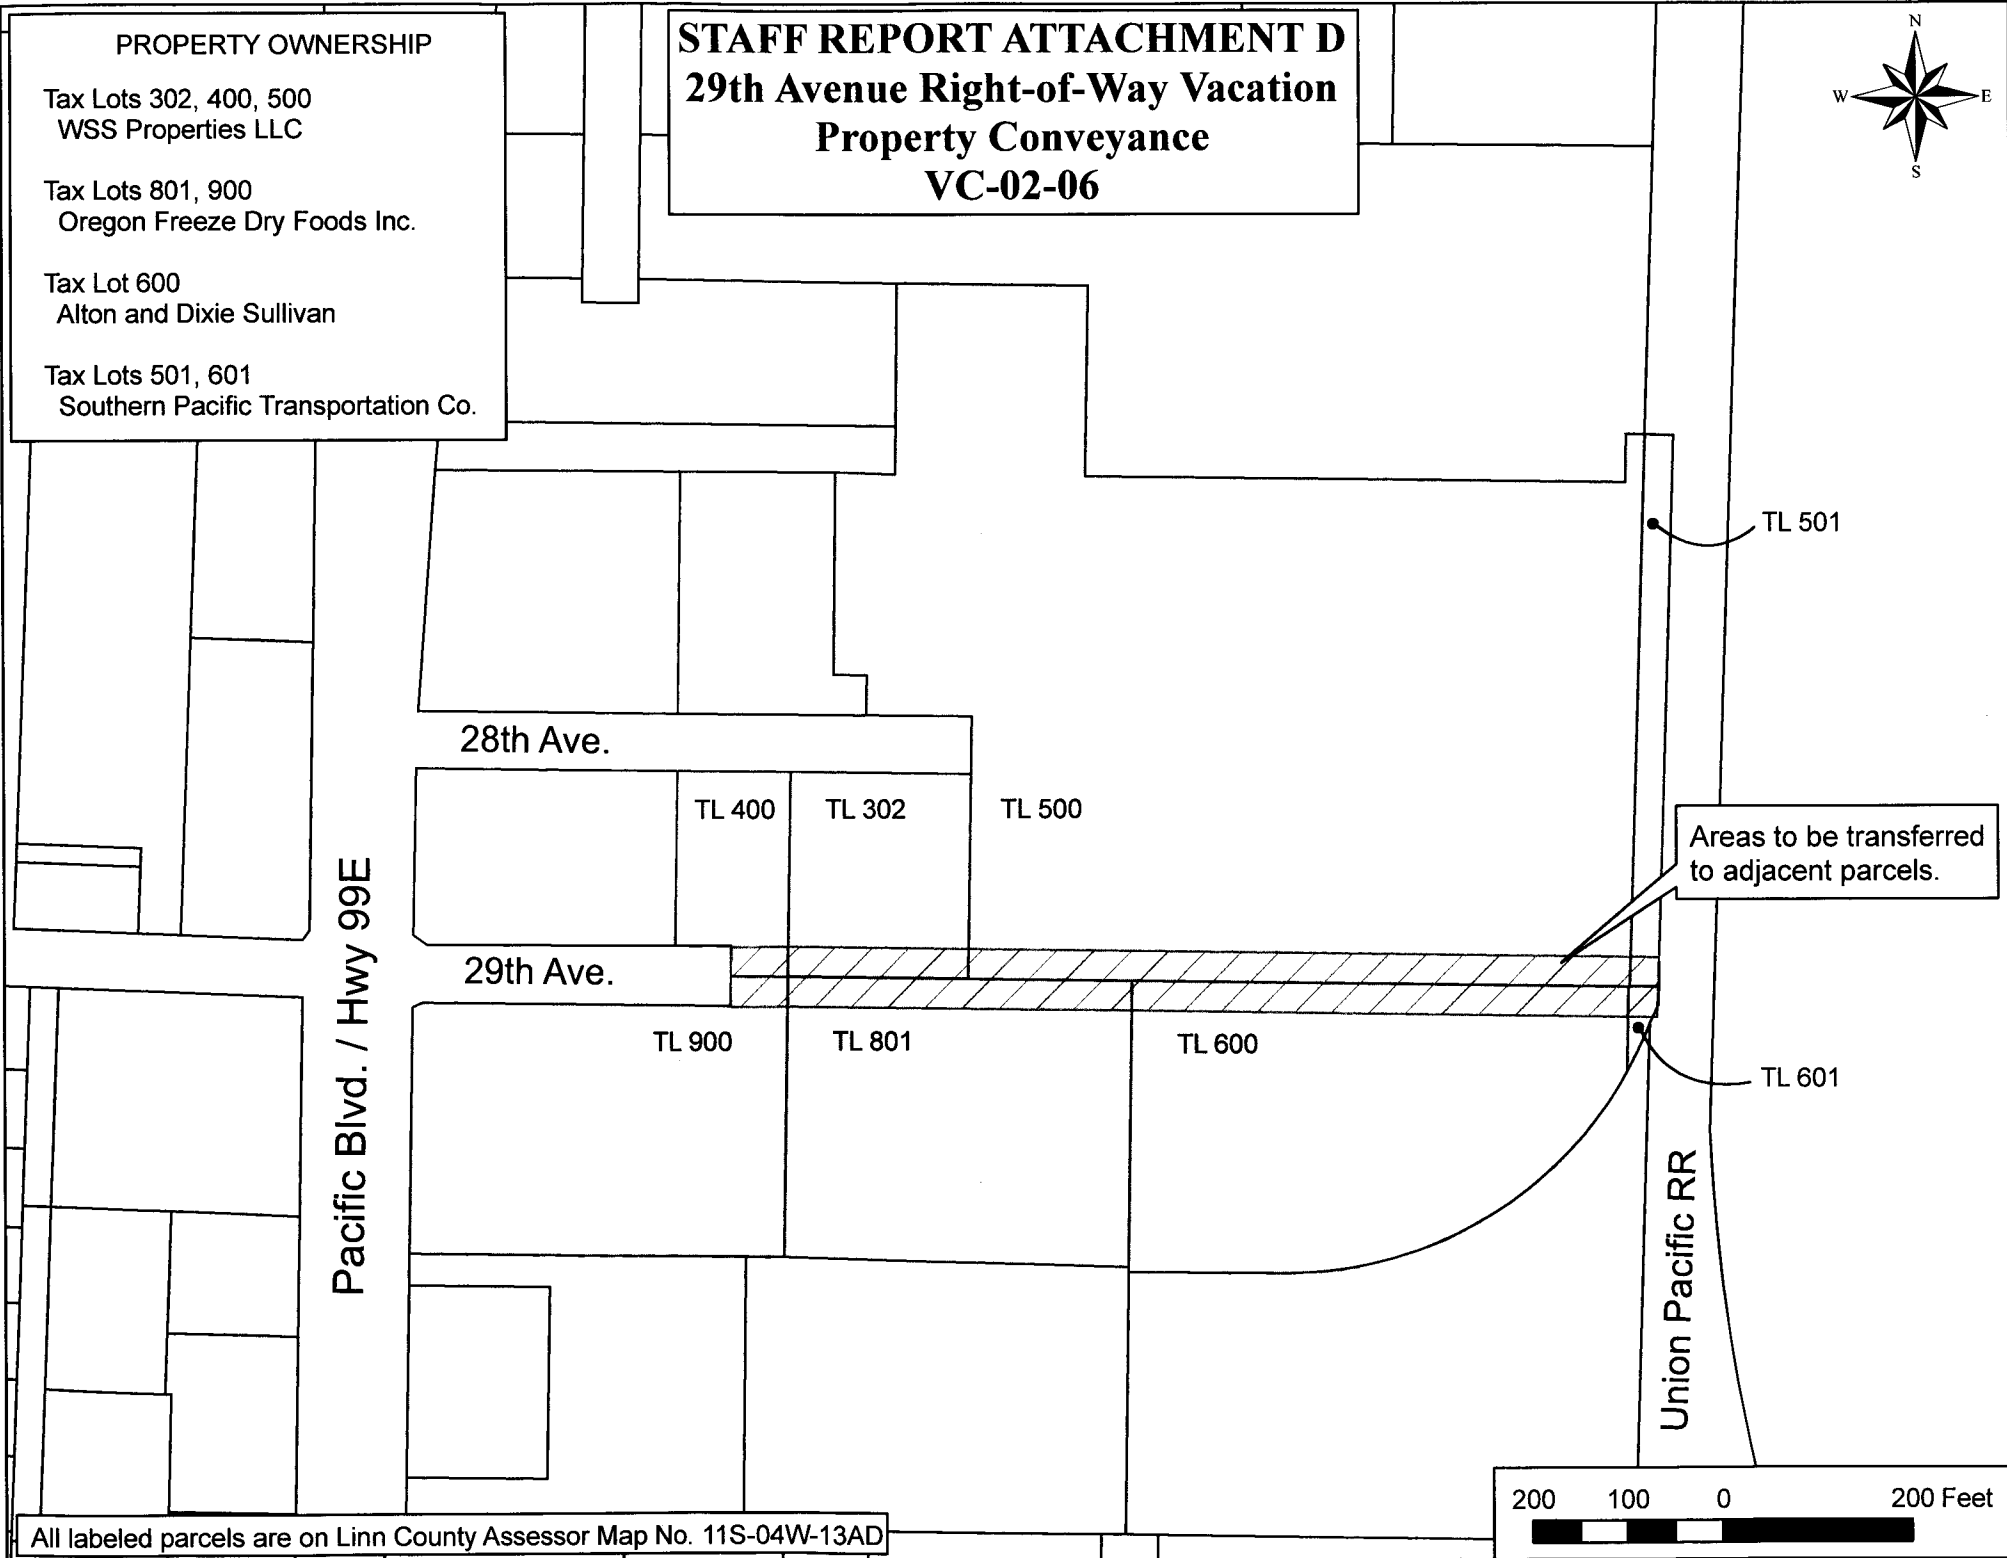 PROPERTY OWNERSHIP
Tax Lots 302, 400, 500
WSS Properties LLC
Tax Lots 801, 900
Oregon Freeze Dry Foods Inc.
Tax Lot 600
Alton and Dixie Sullivan
Tax Lots 501, 601
Southern Pacific Transportation Co.
STAFF REPORT ATTACHMENT D
29th Avenue Right-of-Way Vacation
Property Conveyance
VC-02-06
N
W
E
S
TL 501
28th Ave.
TL 400
TL 302
TL 500
Areas to be transferred
to adjacent parcels.
Pacific Blvd. / Hwy 99E
29th Ave.
TL 900
TL 801
TL 600
TL 601
Union Pacific RR
200 100 0 200 Feet
All labeled parcels are on Linn County Assessor Map No. 11S-04W-13AD